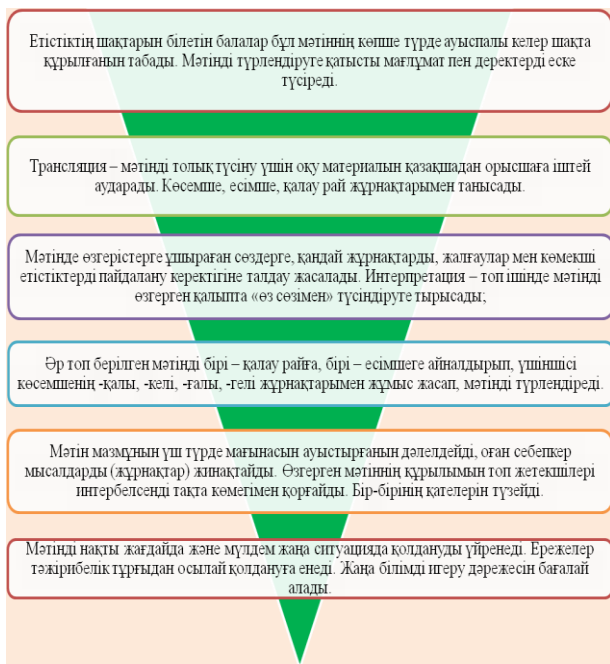 Етістіктің шақтарын білетін балалар бұл мәтіннің көпше түрде ауыспалы келер шақта
құрылғанын табады. Мәтінді түрлендіруге қатысты мағлұмат пен деректерді еске
түсіреді.
Трансляция – мәтінді толық түсіну үшін оқу материалын қазақшадан орысшаға іштей
аударады. Көсемше, есімше, қалау рай жұрнақтарымен танысады.
Мәтінде өзгерістерге ұшыраған сөздерге, қандай жұрнақтарды, жалғаулар мен көмекші
етістіктерді пайдалану керектігіне талдау жасалады. Интерпретация – топ ішінде мәтінді
өзгерген қалыпта «өз сөзімен» түсіндіруге тырысады;
Әр топ берілген мәтінді бірі – қалау райға, бірі – есімшеге айналдырып, үшіншісі
көсемшенің -қалы, -келі, -ғалы, -гелі жұрнақтарымен жұмыс жасап, мәтінді түрлендіреді.
Мәтін мазмұнын үш түрде мағынасын ауыстырғанын дәлелдейді, оған себепкер
мысалдарды (жұрнақтар) жинақтайды. Өзгерген мәтіннің құрылымын топ жетекшілері
интербелсенді тақта көмегімен қорғайды. Бір-бірінің қателерін түзейді.
Мәтінді нақты жағдайда және мүлдем жаңа ситуацияда қолдануды үйренеді. Ережелер
тәжірибелік тұрғыдан осылай қолдануға енеді. Жаңа білімді игеру дәрежесін бағалай
алады.